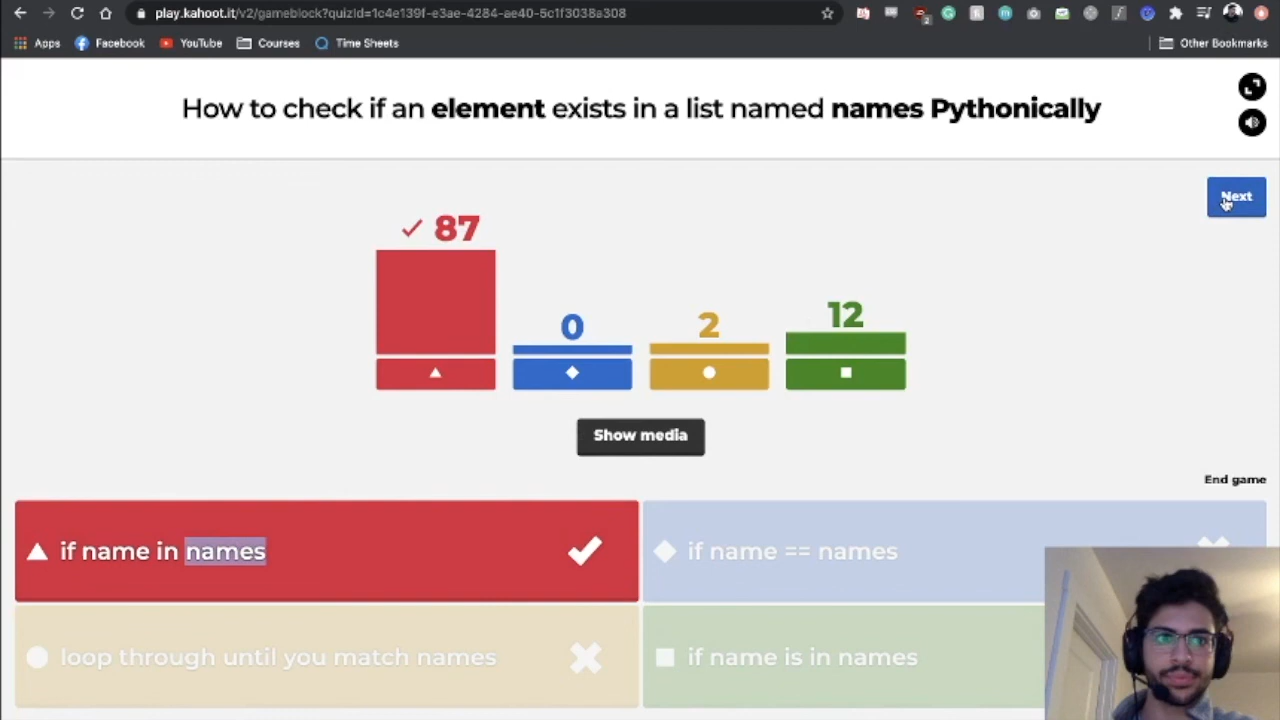 play.kahoot.it/v2/gameblock?quizId=1c4e139f-e3ae-4284-ae40-5c1f3038a308
2
Apps Facebook YouTube Courses Time Sheets Other Bookmarks
How to check if an element exists in a list named names Pythonically
Next
87
0
2
12
Show media
End game
if name in names
if name == names
loop through until you match names
if name is in names